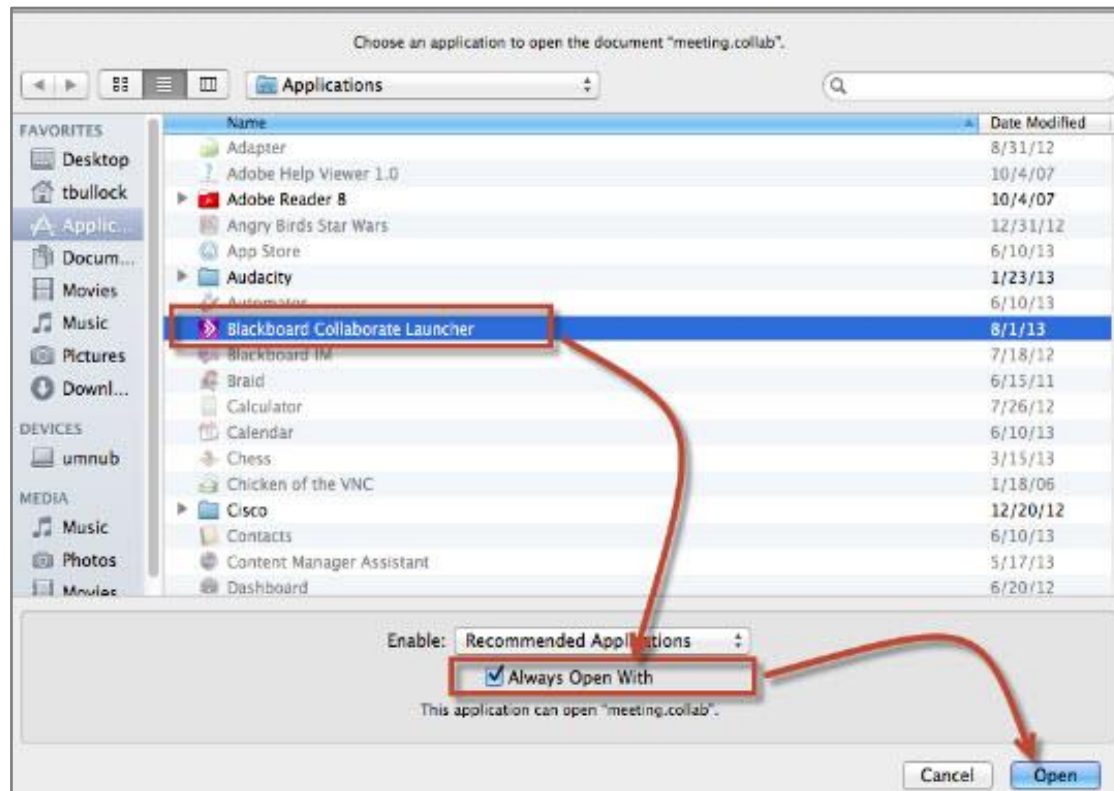 Choose an application to open the document "meeting.collab".
Applications
FAVORITES
Desktop
tbullock
Applic...
Docum...
Movies
Music
Pictures
Downl...
DEVICES
umnub
MEDIA
Music
Photos
Movies
Name Date Modified
Adapter 8/31/12
Adobe Help Viewer 1.0 10/4/07
Adobe Reader 8 10/4/07
Angry Birds Star Wars 12/31/12
App Store 6/10/13
Audacity 1/23/13
Automator 6/10/13
Blackboard Collaborate Launcher 8/1/13
Blackboard IM 7/18/12
Braid 6/15/11
Calculator 7/26/12
Calendar 6/10/13
Chess 3/15/13
Chicken of the VNC 1/18/06
Cisco 12/20/12
Contacts 6/10/13
Content Manager Assistant 5/17/13
Dashboard 6/20/12
Enable: Recommended Applications
Always Open With
This application can open "meeting.collab".
Cancel Open